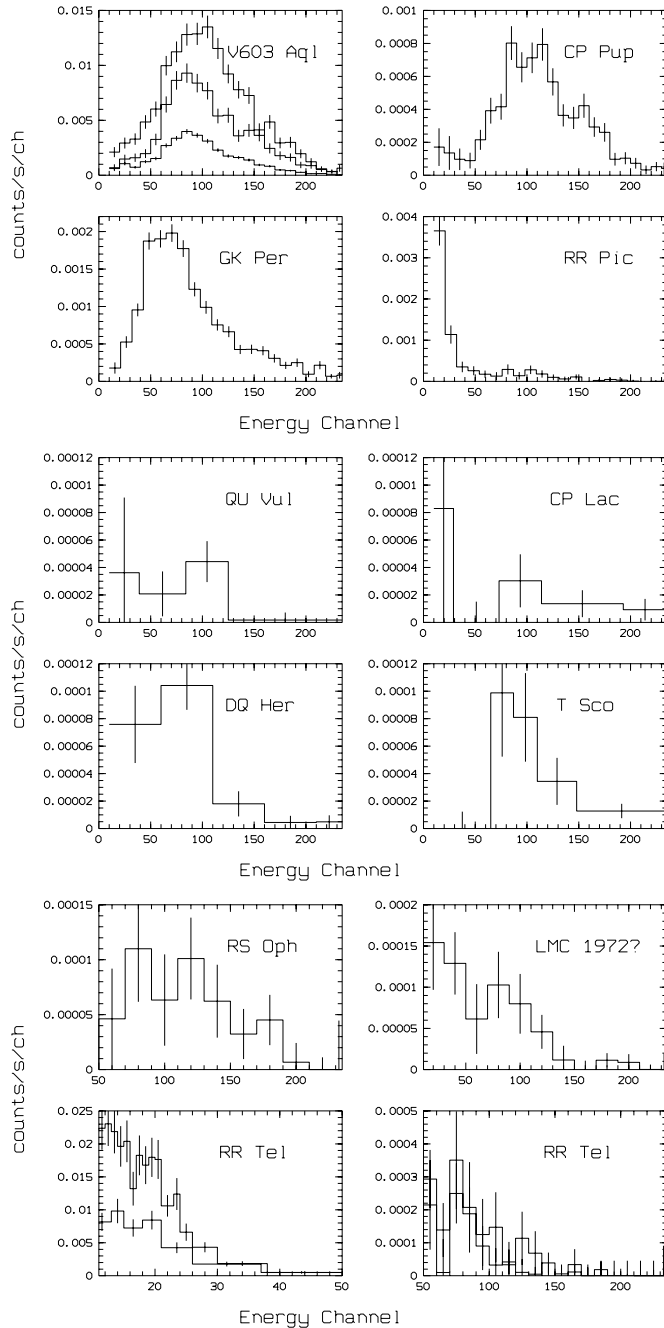 0.015
0.01
0.005
0
V603 Aql
50 100 150 200
0.001
0.0008
0.0006
0.0004
0.0002
0
CP Pup
0 50 100 150 200
counts/s/ch
0.002
0.0015
0.001
0.0005
0
GK Per
0 50 100 150 200
0.004
0.003
0.002
0.001
0
RR Pic
0 50 100 150 200
Energy Channel
0.00012
0.0001
0.00008
0.00006
0.00004
0.00002
0
QU Vul
0 50 100 150 200
0.00012
0.0001
0.00008
0.00006
0.00004
0.00002
0
CP Lac
0 50 100 150 200
counts/s/ch
0.00012
0.0001
0.00008
0.00006
0.00004
0.00002
0
DQ Her
0 50 100 150 200
0.00012
0.0001
0.00008
0.00006
0.00004
0.00002
0
T Sco
0 50 100 150 200
Energy Channel
0.00015
0.0001
0.00005
0
RS Oph
50 100 150 200
0.0002
0.00015
0.0001
0.00005
0
LMC 1972?
50 100 150 200
counts/s/ch
0.025
0.02
0.015
0.01
0.005
0
RR Tel
20 30 40 50
0.0005
0.0004
0.0003
0.0002
0.0001
0
RR Tel
50 100 150 200
Energy Channel